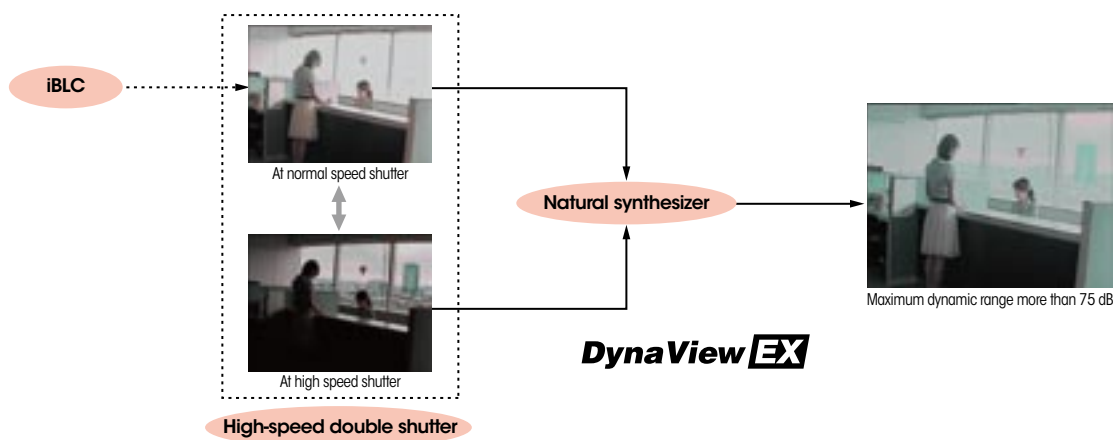 iBLC
At normal speed shutter
At high speed shutter
High-speed double shutter
Natural synthesizer
DynaView EX
Maximum dynamic range more than 75 dB